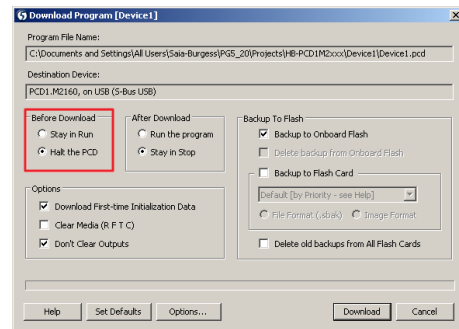 Download Program [Device1]
Program File Name:
C:\Documents and Settings\All Users\Saia-Burgess\PG5_20\Projects\HB-PCD1M2xxx\Device1\Device1.pcd
Destination Device:
PCD1.M2160, on USB (S-Bus USB)
Before Download
Stay in Run
Halt the PCD
After Download
Run the program
Stay in Stop
Options
Download First-time Initialization Data
Clear Media (R F T C)
Don't Clear Outputs
Backup To Flash
Backup to Onboard Flash
Delete backup from Onboard Flash
Backup to Flash Card
Default [by Priority - see Help]
File Format (.sbak) Image Format
Delete old backups from All Flash Cards
Help Set Defaults Options... Download Cancel